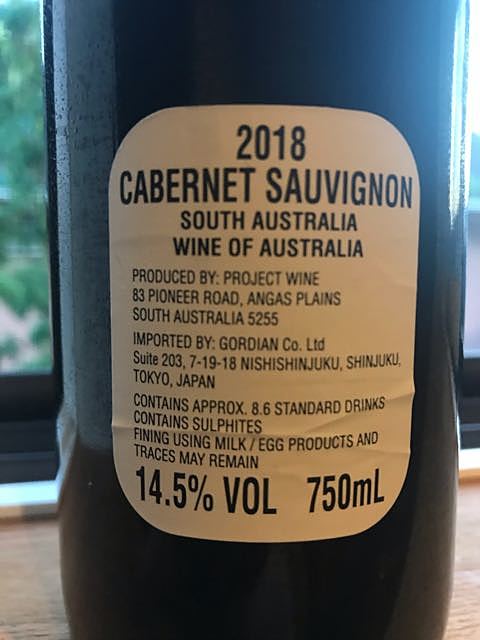 2018
CABERNET SAUVIGNON
SOUTH AUSTRALIA
WINE OF AUSTRALIA
PRODUCED BY: PROJECT WINE
83 PIONEER ROAD, ANGAS PLAINS
SOUTH AUSTRALIA 5255
IMPORTED BY: GORDIAN Co. Ltd
Suite 203, 7-19-18 NISHISHINJUKU, SHINJUKU,
TOKYO, JAPAN
CONTAINS APPROX. 8.6 STANDARD DRINKS
CONTAINS SULPHITES
FINING USING MILK / EGG PRODUCTS AND
TRACES MAY REMAIN
14.5% VOL 750mL